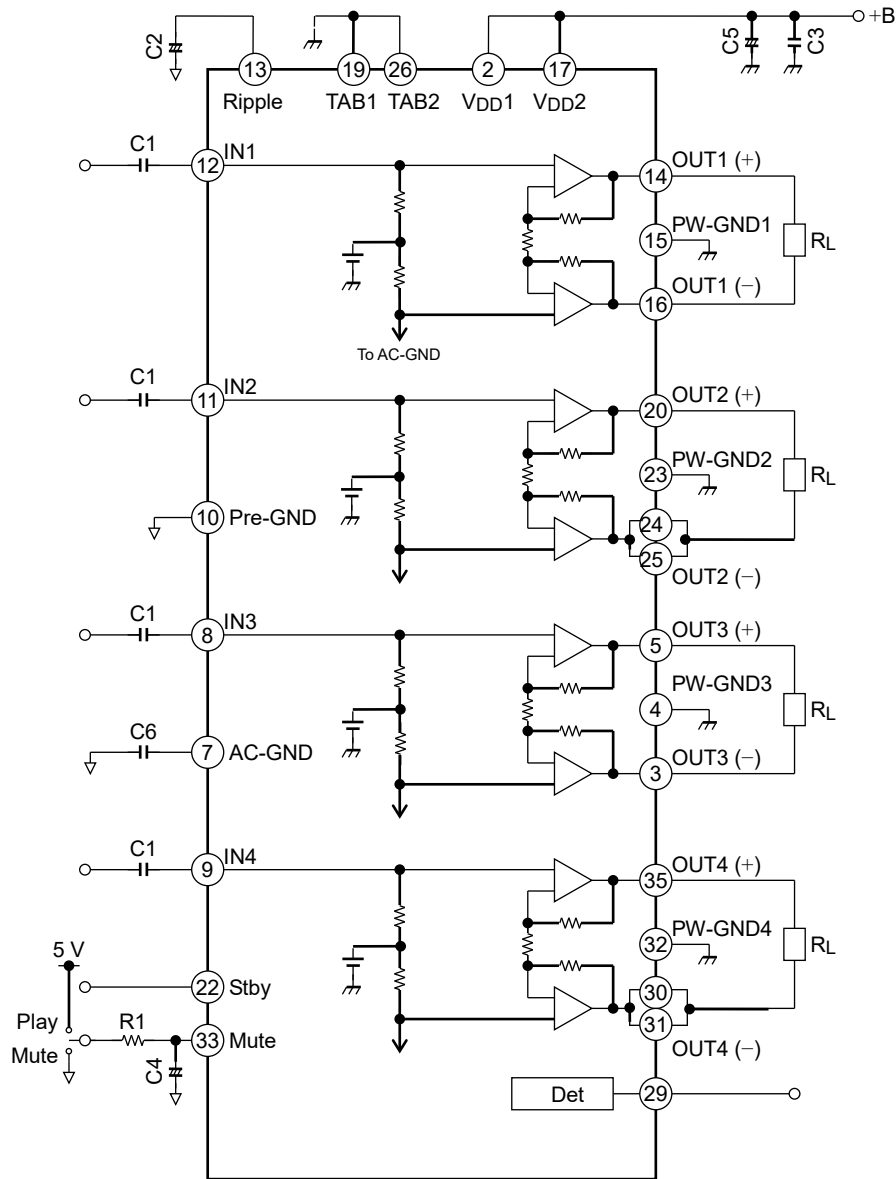 +B
C2
C5
C3
13
19
26
2
17
Ripple
TAB1
TAB2
VDD1
VDD2
C1
12
IN1
14
OUT1 (+)
15
PW-GND1
RL
16
OUT1 (−)
To AC-GND
C1
11
IN2
20
OUT2 (+)
23
PW-GND2
RL
10
Pre-GND
24
25
OUT2 (−)
C1
8
IN3
5
OUT3 (+)
4
PW-GND3
RL
C6
7
AC-GND
3
OUT3 (−)
C1
9
IN4
35
OUT4 (+)
32
PW-GND4
RL
5 V
22
Stby
30
31
OUT4 (−)
Play
R1
33
Mute
Mute
C4
Det
29